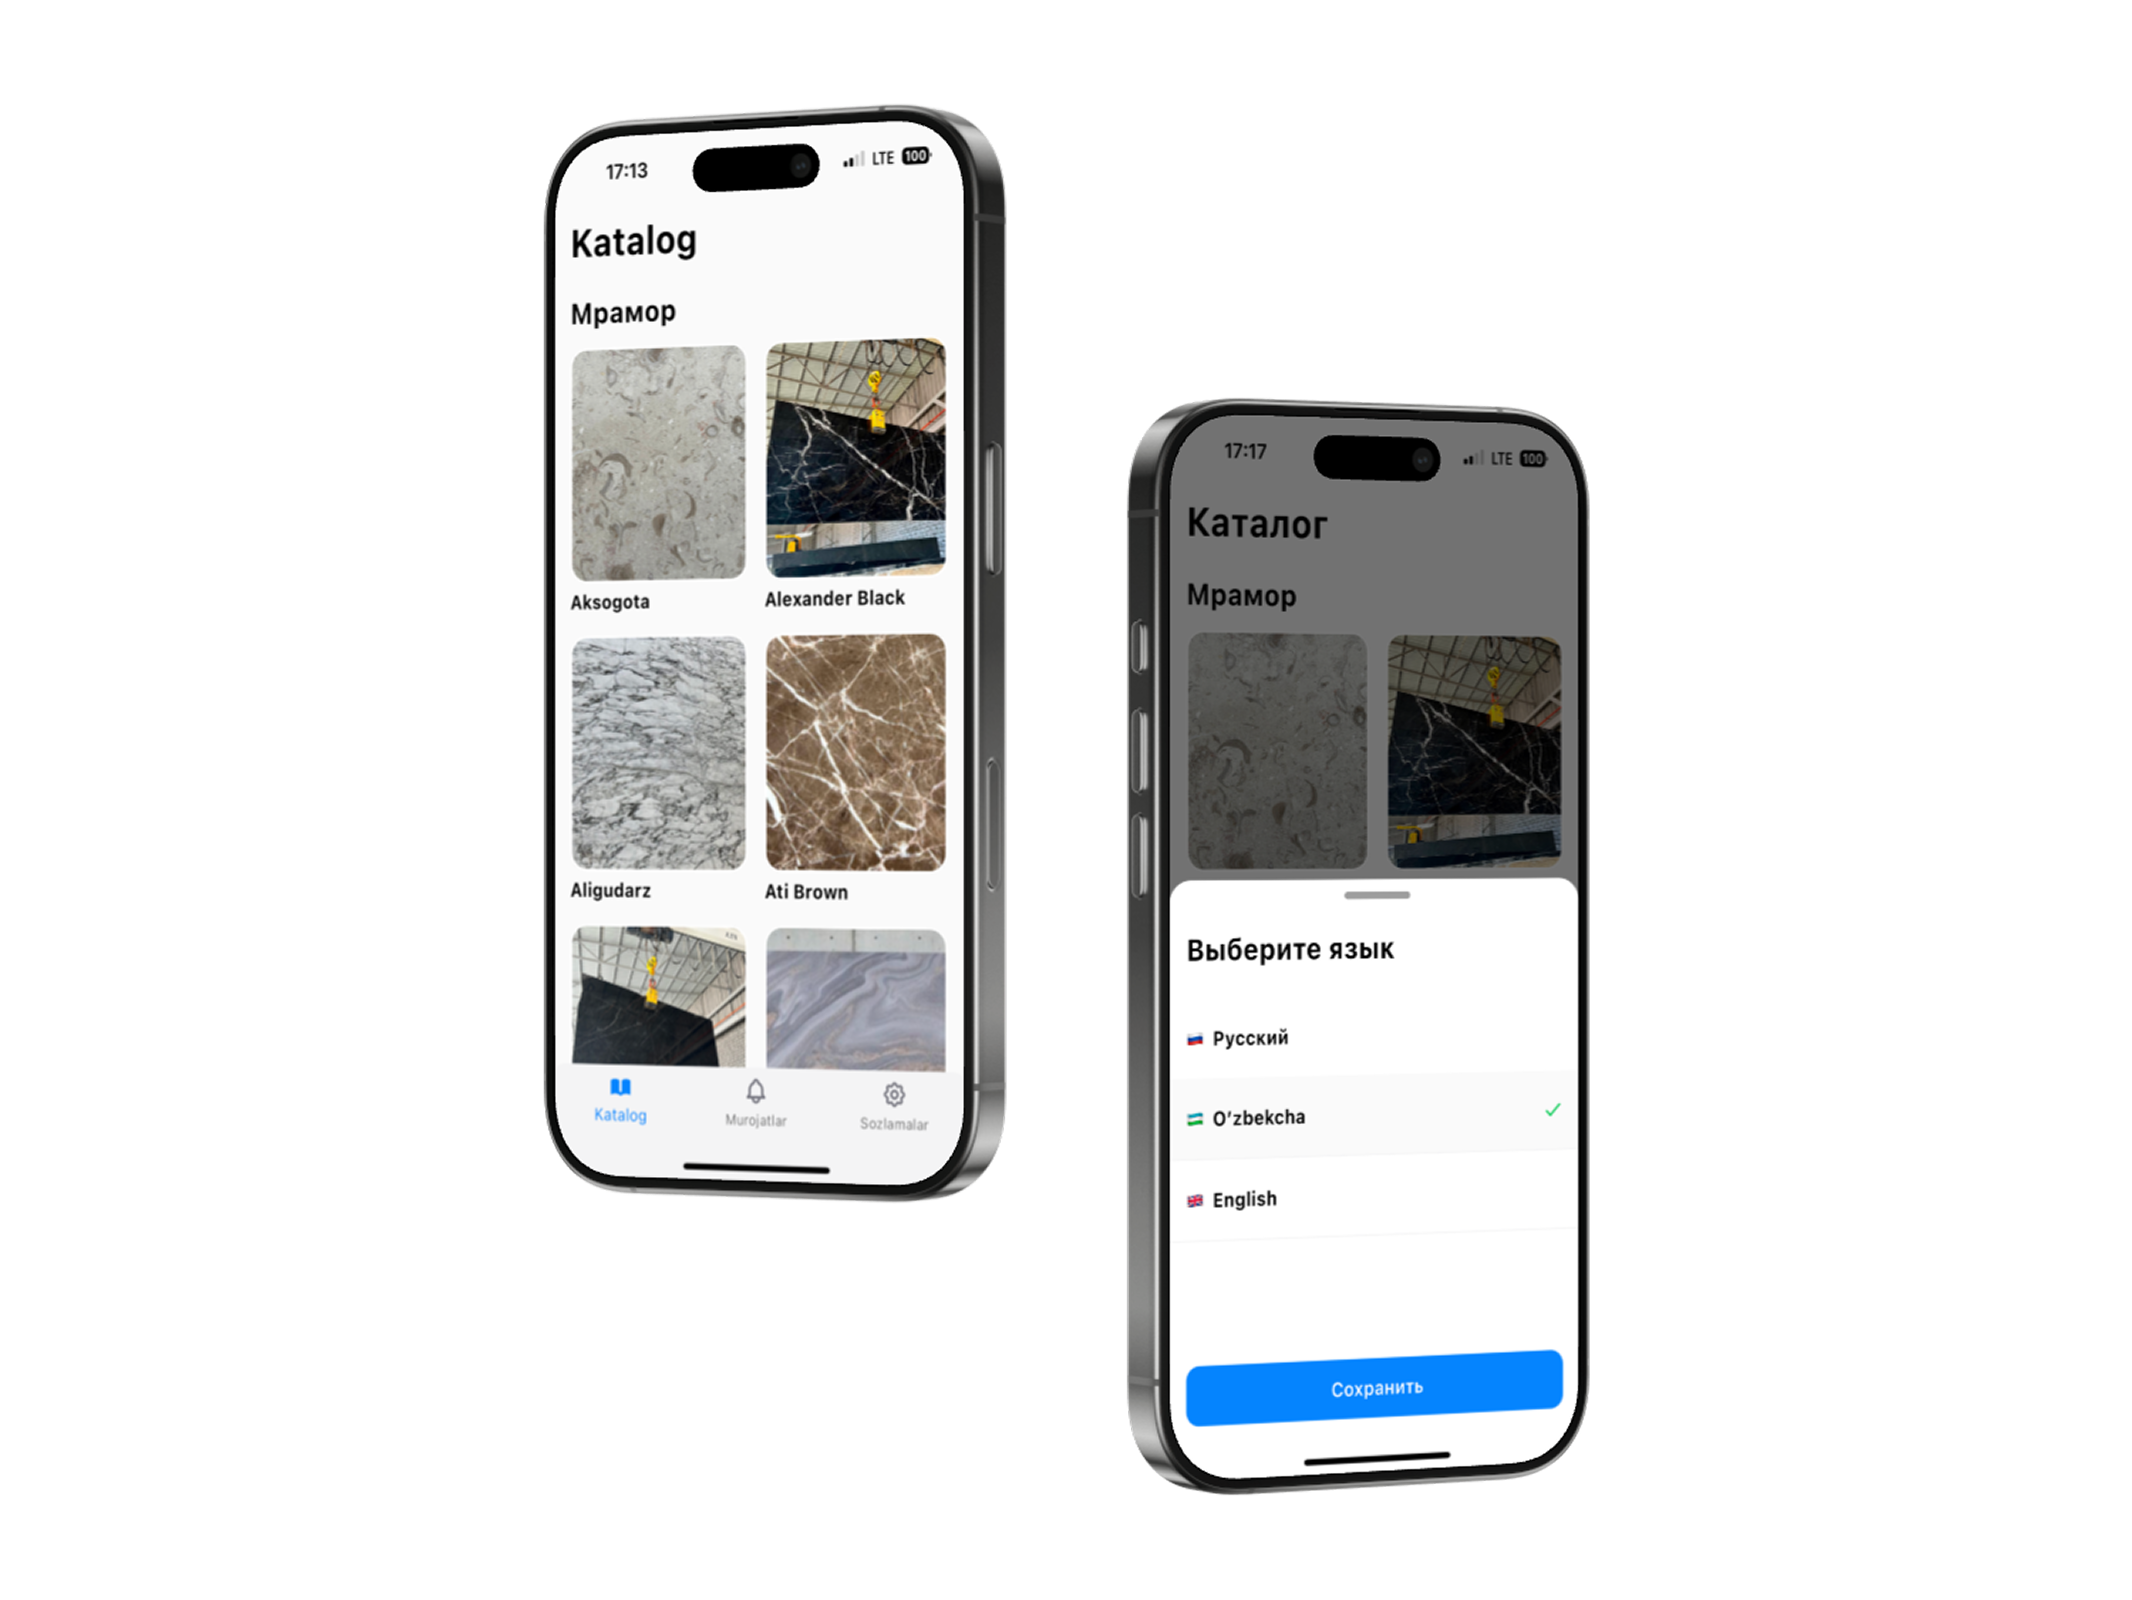 17:13
LTE 100
Katalog
Мрамор
Aksogota
Alexander Black
Aligudarz
Ati Brown
Katalog
Murojatlar
Sozlamalar
17:17
LTE 100
Каталог
Мрамор
Выберите язык
Русский
O‘zbekcha
English
Сохранить